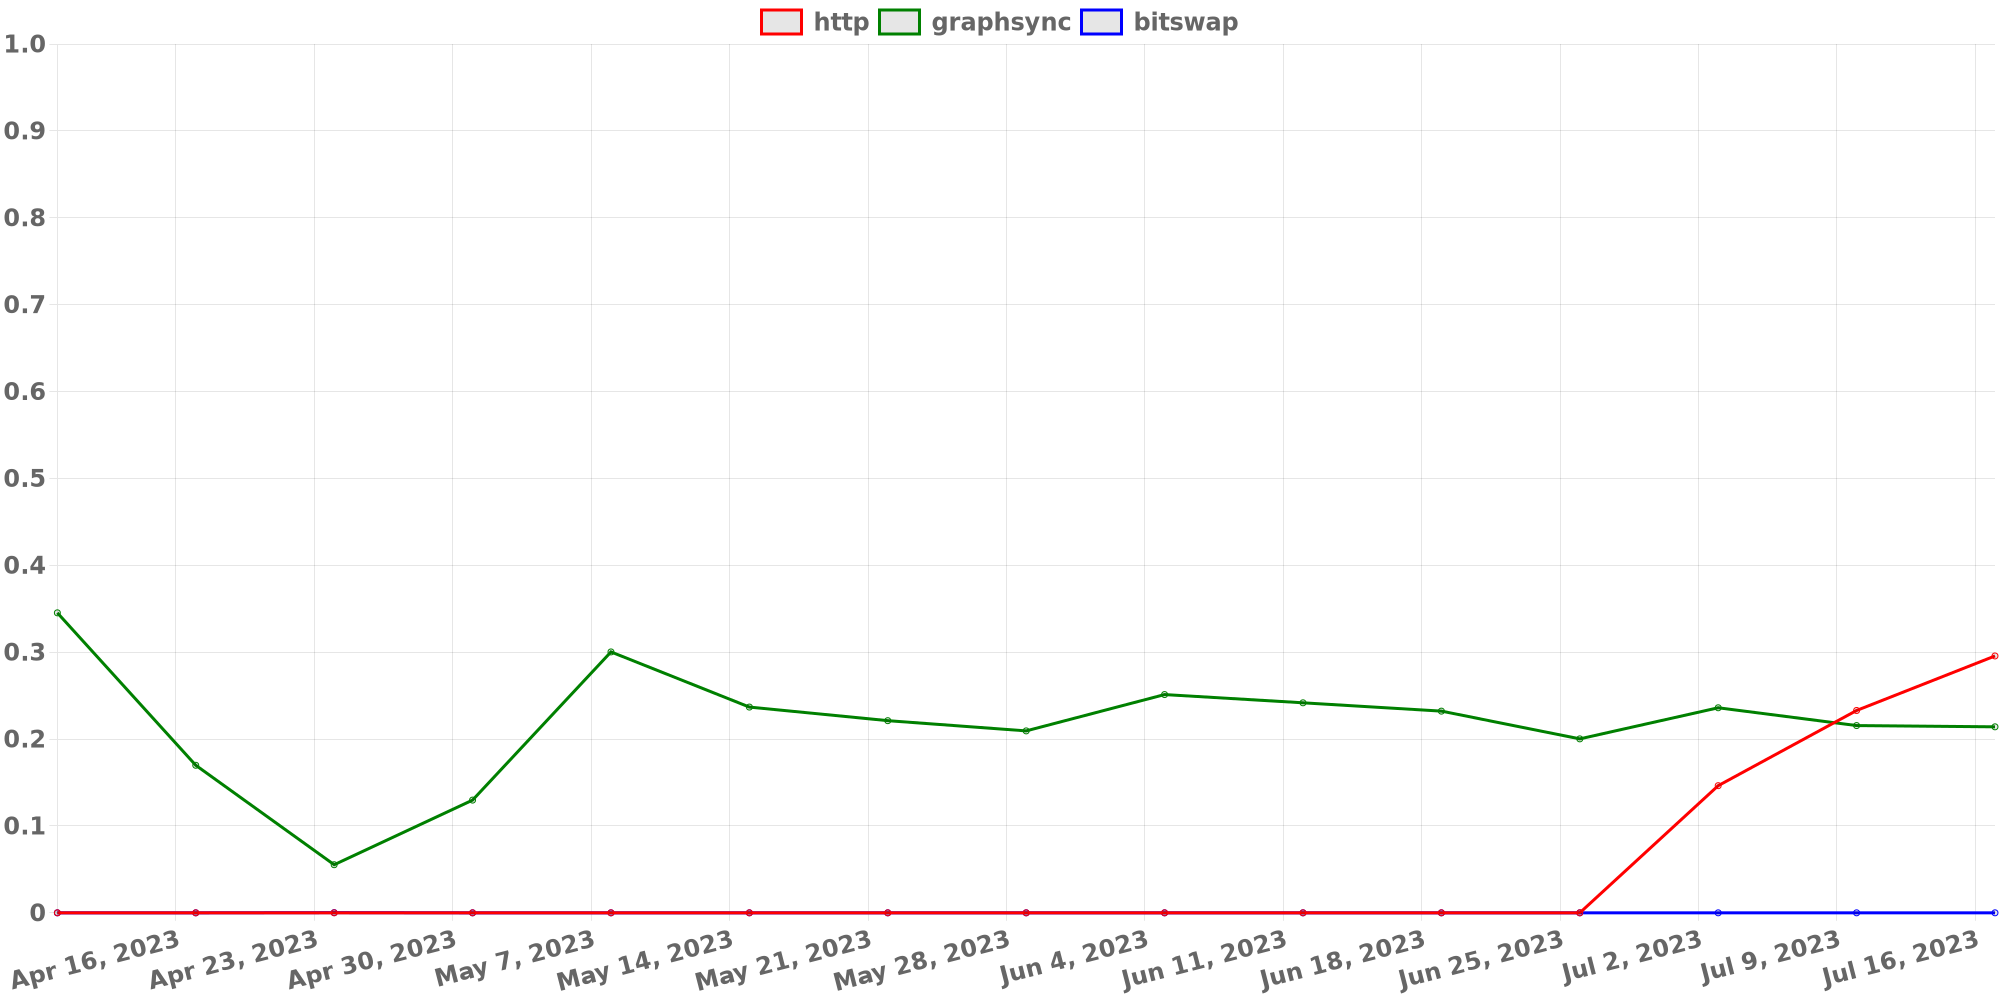 http graphsync bitswap
1.0
0.9
0.8
0.7
0.6
0.5
0.4
0.3
0.2
0.1
0
Apr 16, 2023
Apr 23, 2023
Apr 30, 2023
May 7, 2023
May 14, 2023
May 21, 2023
May 28, 2023
Jun 4, 2023
Jun 11, 2023
Jun 18, 2023
Jun 25, 2023
Jul 2, 2023
Jul 9, 2023
Jul 16, 2023